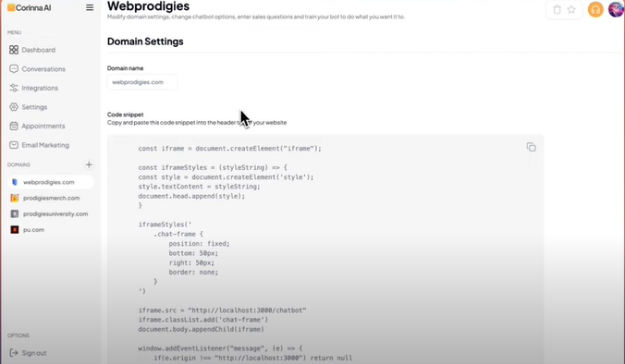 Corinna AI
MENU
Dashboard
Conversations
Integrations
Settings
Appointments
Email Marketing
DOMAINS
webprodigies.com
prodigiesmerch.com
prodigiesuniversity.com
pu.com
OPTIONS
Sign out
Webprodigies
Modify domain settings, change chatbot options, enter sales questions and train your bot to do what you want it to.
Domain Settings
Domain name
webprodigies.com
Code snippet
Copy and paste this code snippet into the header your website
const iframe = document.createElement("iframe");
const iframeStyles = (styleString) => {
const style = document.createElement('style');
style.textContent = styleString;
document.head.append(style);
}
iframeStyles('
.chat-frame {
position: fixed;
bottom: 50px;
right: 50px;
border: none;
}
')
iframe.src = "http://localhost:3000/chatbot"
iframe.classList.add('chat-frame')
document.body.appendChild(iframe)
window.addEventListener("message", (e) => {
if(e.origin !== "http://localhost:3000") return null